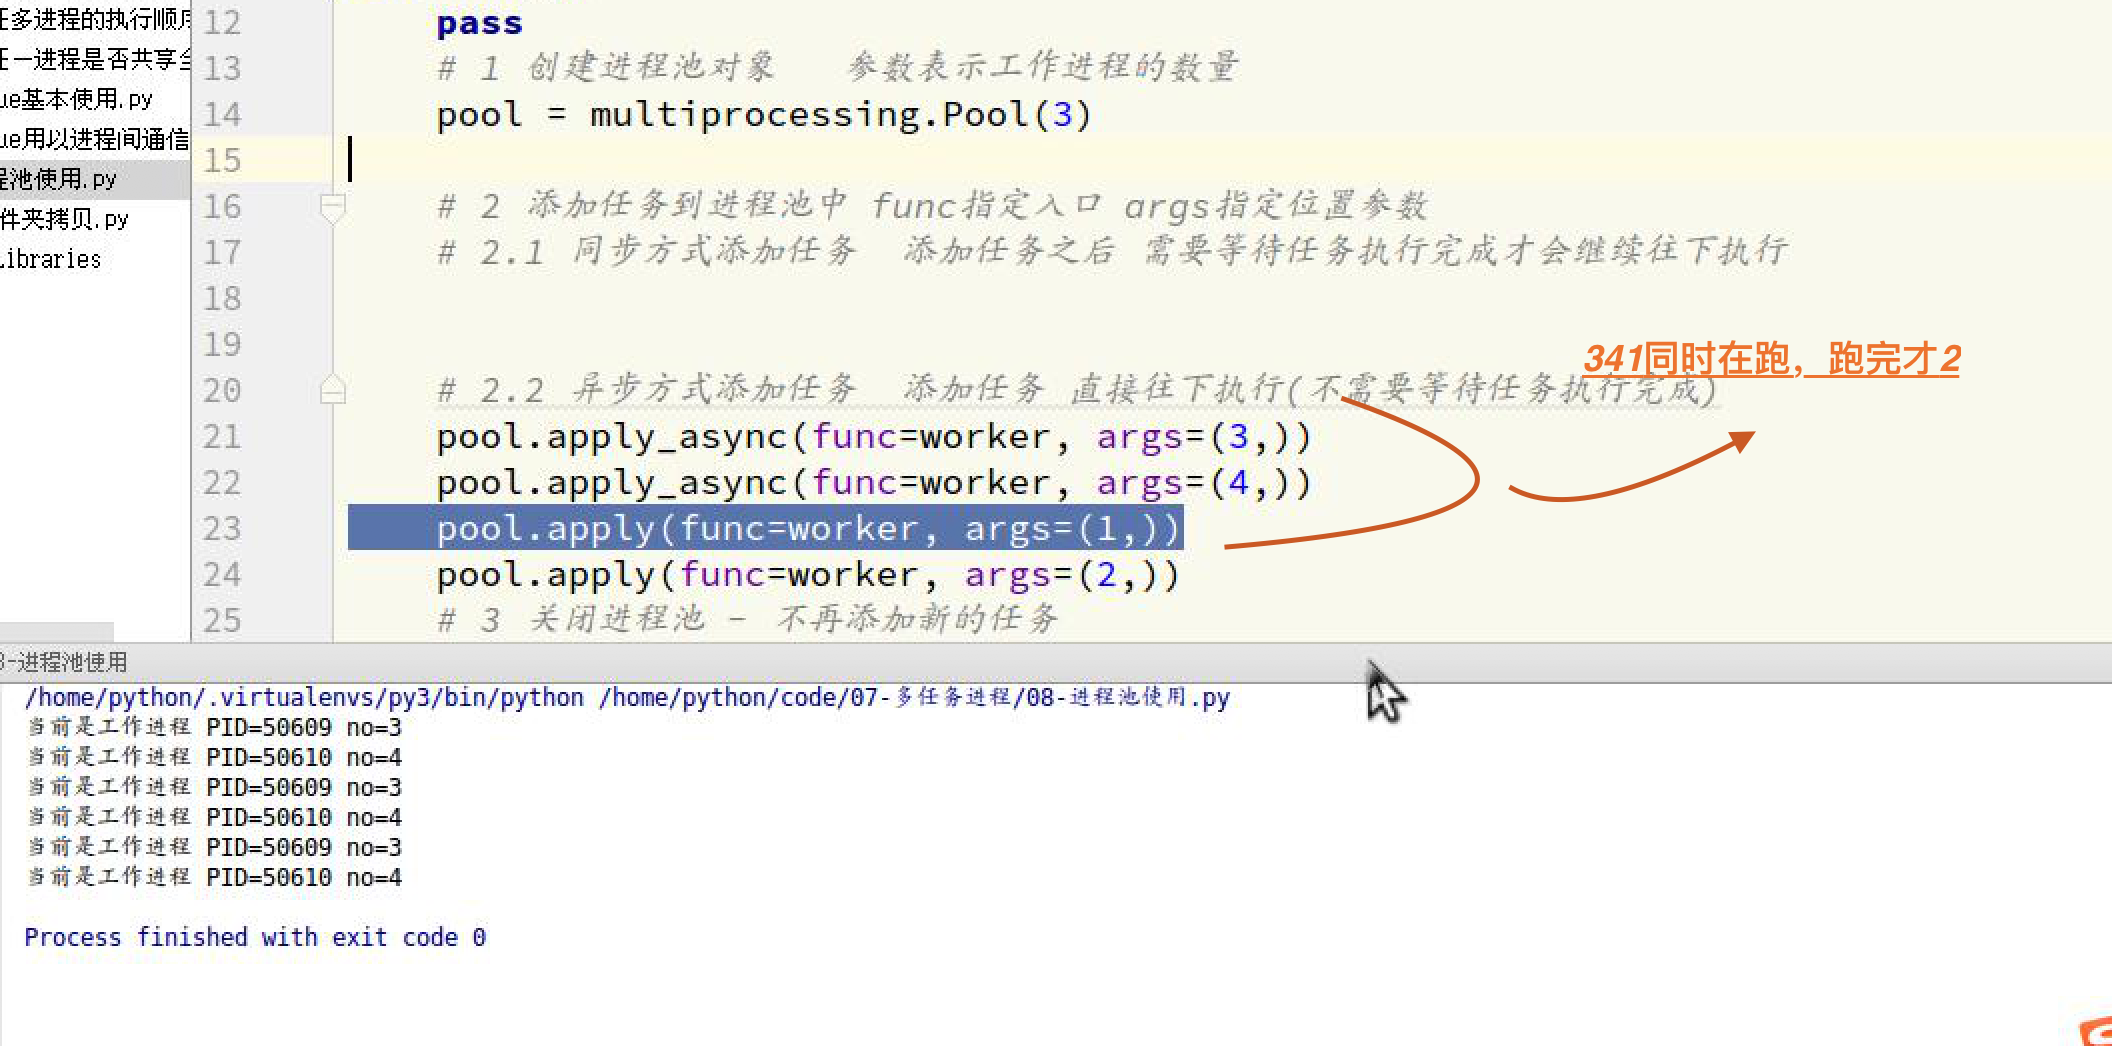 任多进程的执行顺序
任一进程是否共享全
ue基本使用.py
ue用以进程间通信
程池使用.py
件夹拷贝.py
Libraries
12 pass
13 # 1 创建进程池对象 参数表示工作进程的数量
14 pool = multiprocessing.Pool(3)
15
16 # 2 添加任务到进程池中 func指定入口 args指定位置参数
17 # 2.1 同步方式添加任务 添加任务之后 需要等待任务执行完成才会继续往下执行
18
19
341同时在跑，跑完才2
20 # 2.2 异步方式添加任务 添加任务 直接往下执行(不需要等待任务执行完成)
21 pool.apply_async(func=worker, args=(3,))
22 pool.apply_async(func=worker, args=(4,))
23 pool.apply(func=worker, args=(1,))
24 pool.apply(func=worker, args=(2,))
25 # 3 关闭进程池 - 不再添加新的任务
8-进程池使用
/home/python/.virtualenvs/py3/bin/python /home/python/code/07-多任务进程/08-进程池使用.py
当前是工作进程 PID=50609 no=3
当前是工作进程 PID=50610 no=4
当前是工作进程 PID=50609 no=3
当前是工作进程 PID=50610 no=4
当前是工作进程 PID=50609 no=3
当前是工作进程 PID=50610 no=4
Process finished with exit code 0